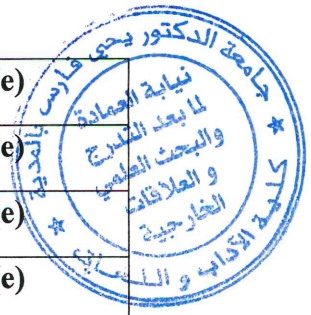 e)
e)
e)
e)
جامعة الدكتور يحي فارس بالمدية
نيابة العمادة
لما بعد التدرج
والبحث العلمي
و العلاقات
الخارجية
كلية الآداب و اللغات